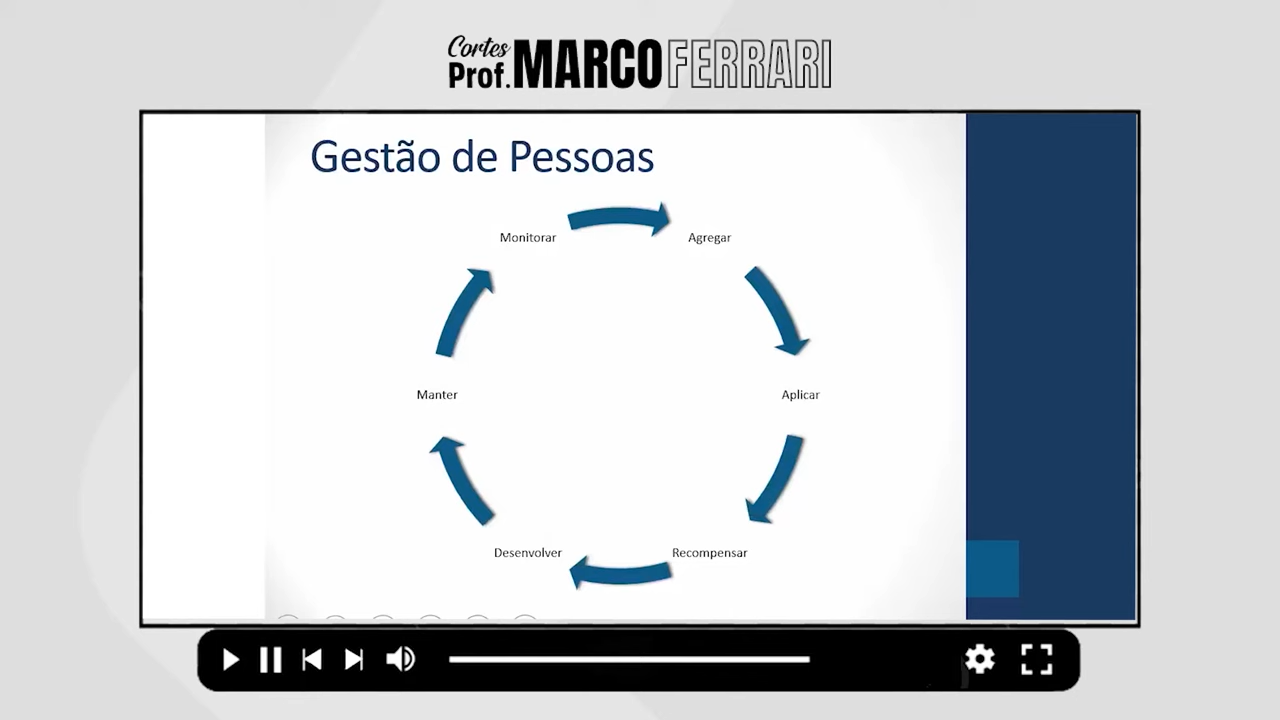 Cortes
Prof. MARCO FERRARI
Gestão de Pessoas
Monitorar
Agregar
Manter
Aplicar
Desenvolver
Recompensar